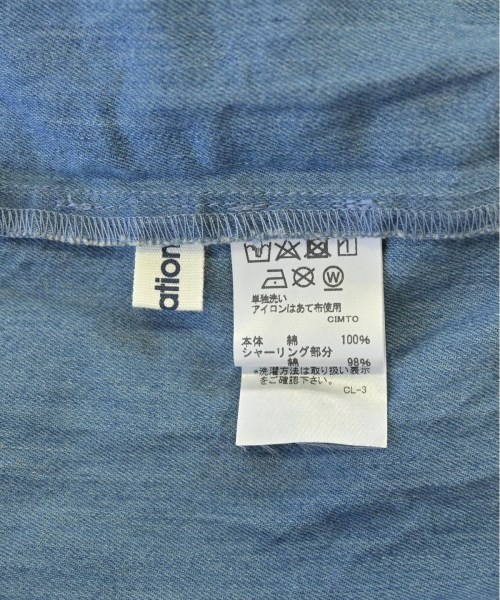 ation
W
単独洗い
アイロンはあて布使用
CIMTO
本体 綿 100%
シャーリング部分
綿 98%
*洗濯方法は取り扱い表示
をご確認下さい。
CL-3